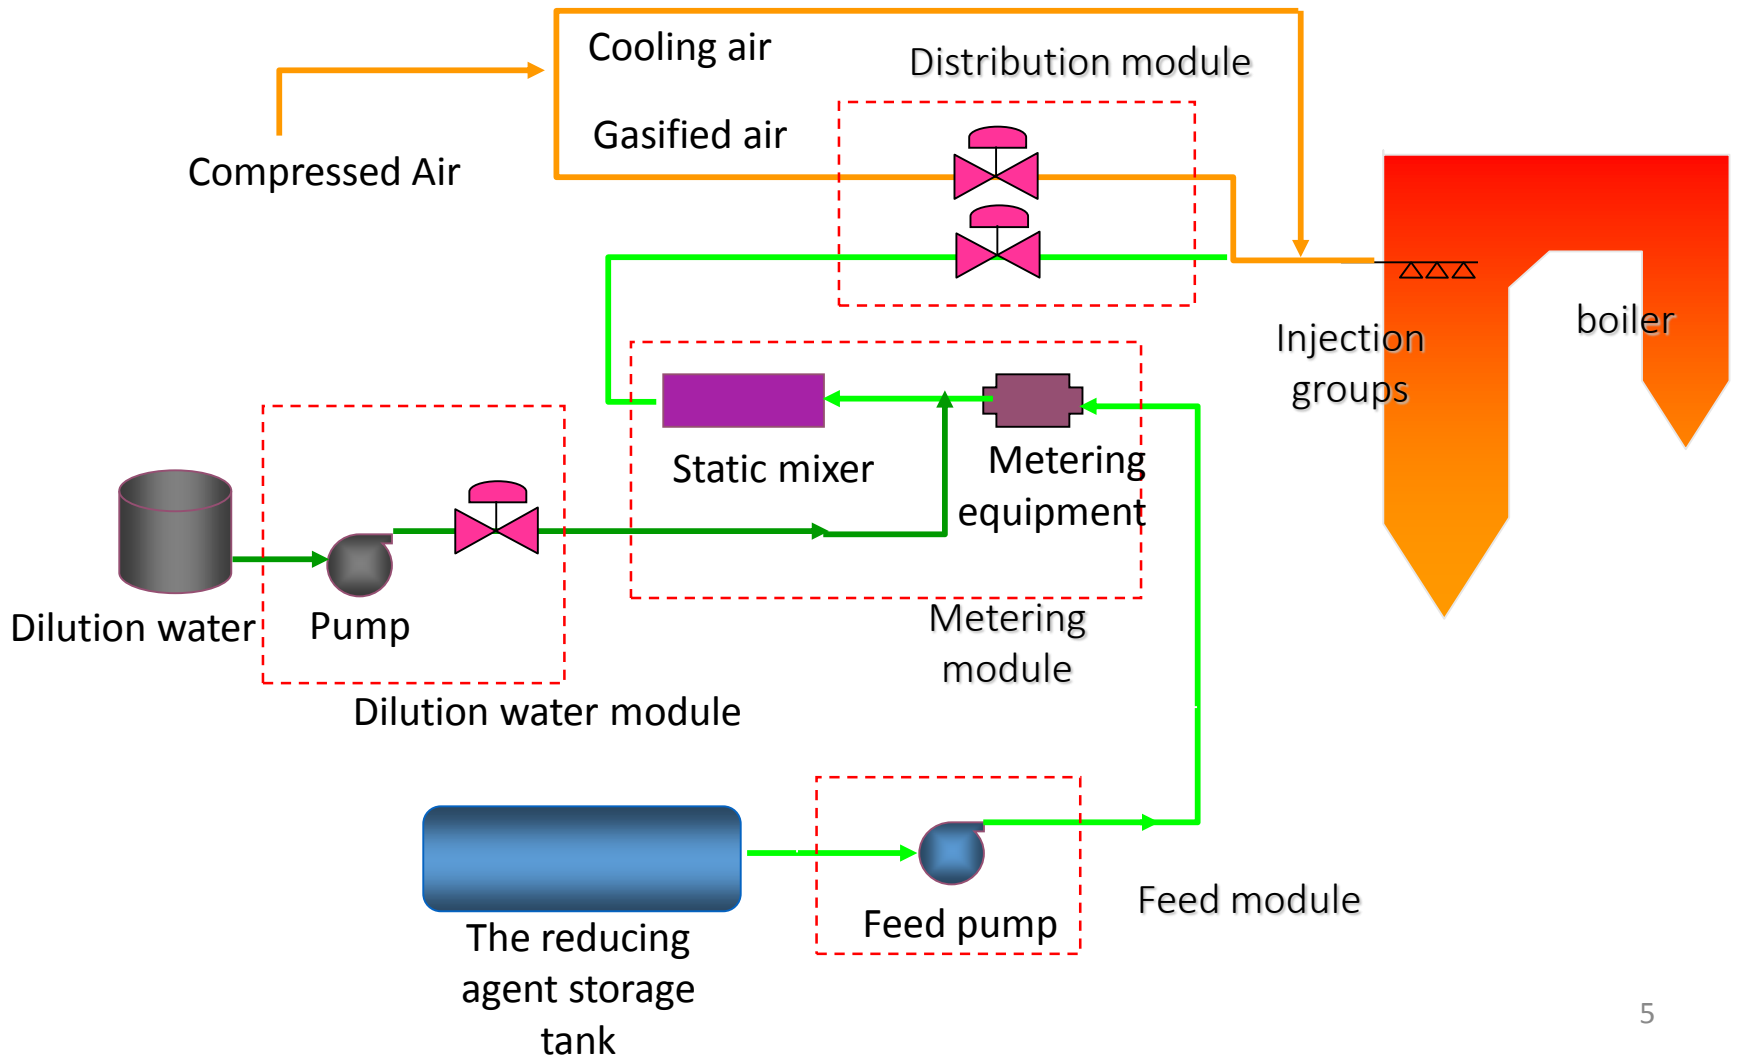 Cooling air
Distribution module
Gasified air
Compressed Air
boiler
Injection
groups
Static mixer
Metering
equipment
Dilution water
Pump
Metering
module
Dilution water module
Feed pump
Feed module
The reducing
agent storage
tank
5